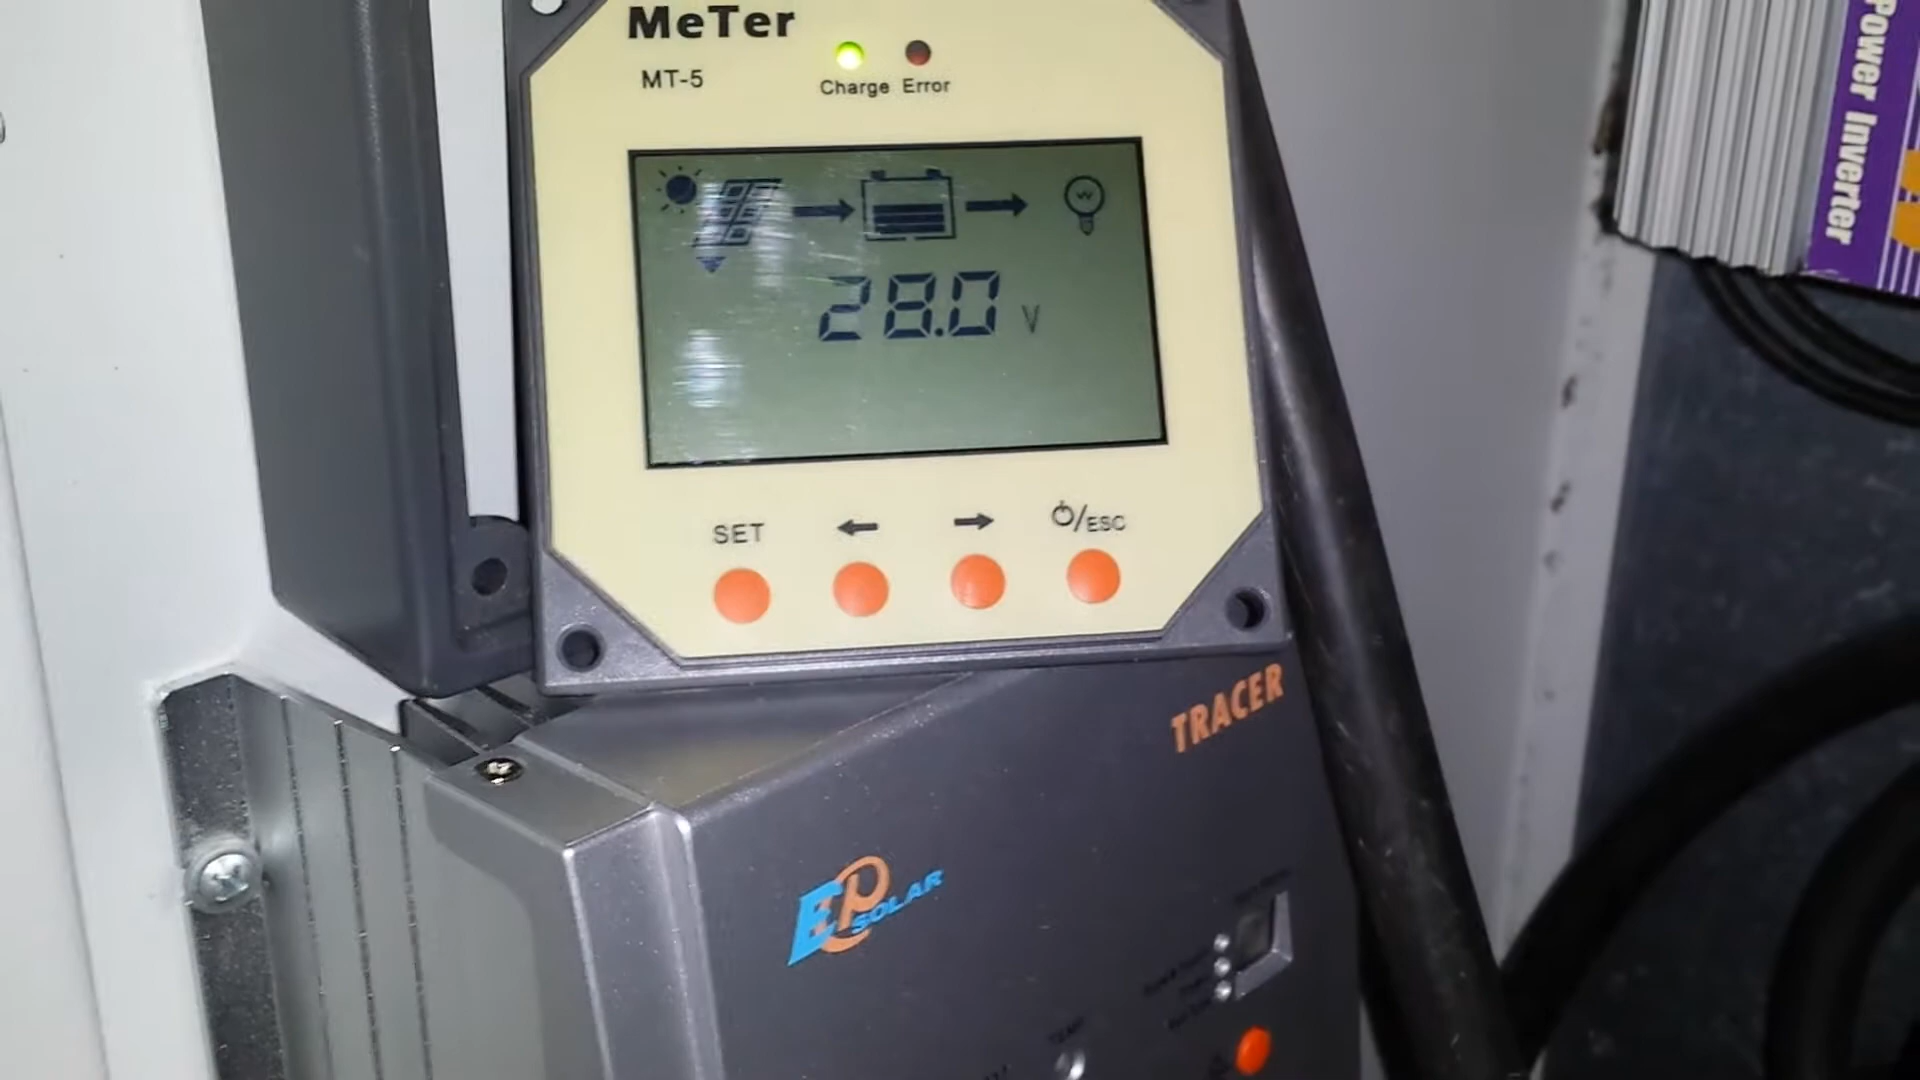 MeTer
MT-5
Charge Error
28.0 V
SET
/ESC
TRACER
EP SOLAR
Power Inverter